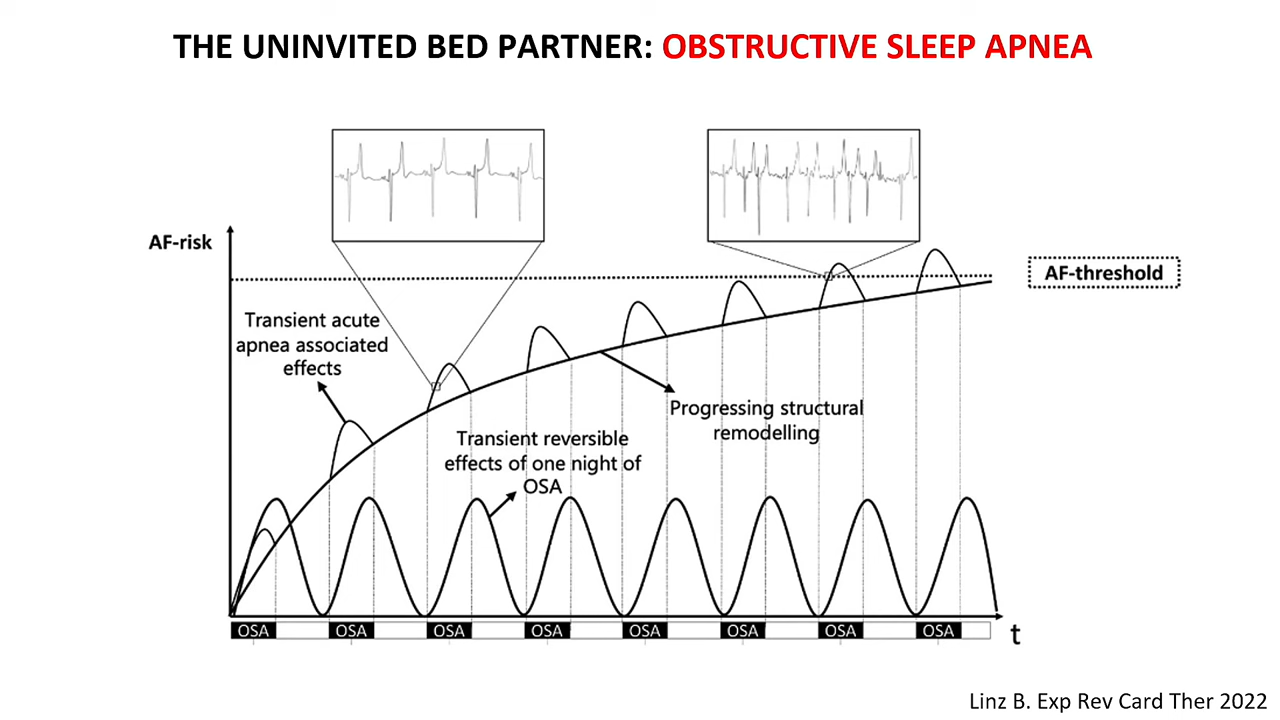 THE UNINVITED BED PARTNER: OBSTRUCTIVE SLEEP APNEA
AF-risk
AF-threshold
Transient acute
apnea associated
effects
Progressing structural
remodelling
Transient reversible
effects of one night of
OSA
OSA OSA OSA OSA OSA OSA OSA OSA
t
Linz B. Exp Rev Card Ther 2022